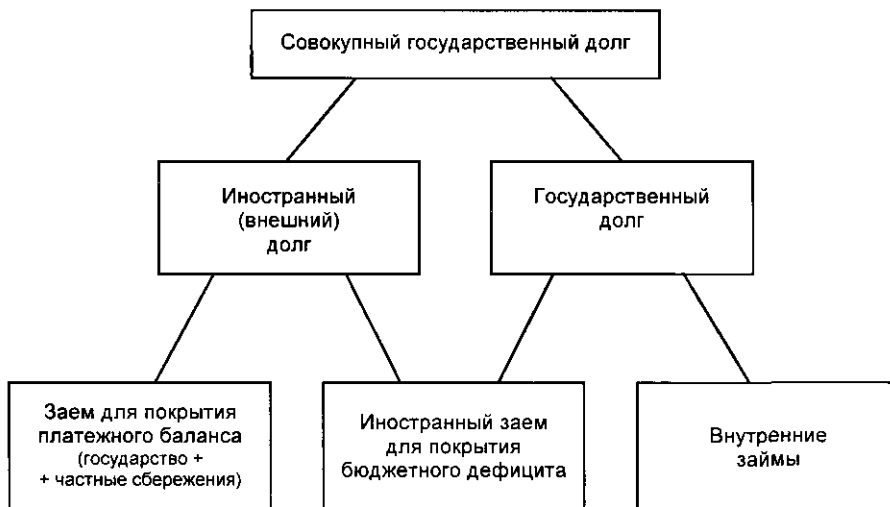 Совокупный государственный долг
Иностранный
(внешний)
долг
Государственный
долг
Заем для покрытия
платежного баланса
(государство +
+ частные сбережения)
Иностранный заем
для покрытия
бюджетного дефицита
Внутренние
займы